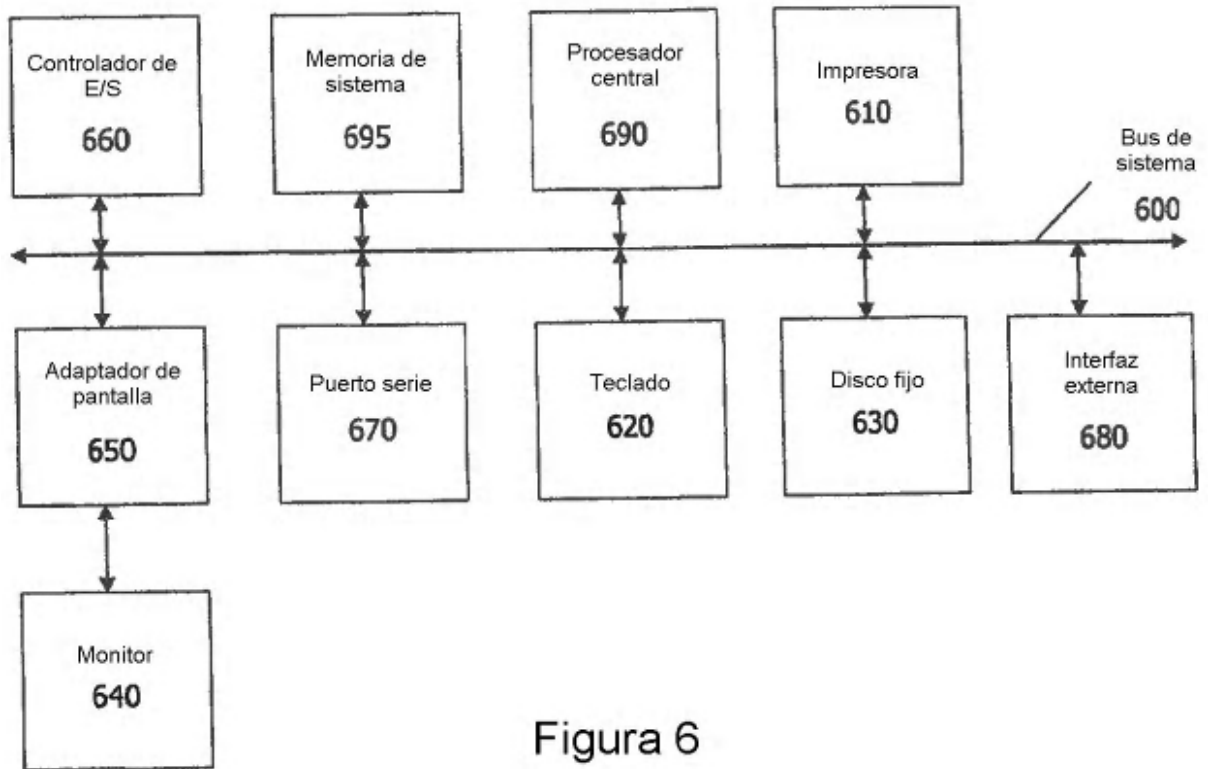 Controlador de
E/S
660
Memoria de
sistema
695
Procesador
central
690
Impresora
610
Bus de
sistema
600
Adaptador de
pantalla
650
Puerto serie
670
Teclado
620
Disco fijo
630
Interfaz
externa
680
Monitor
640
Figura 6